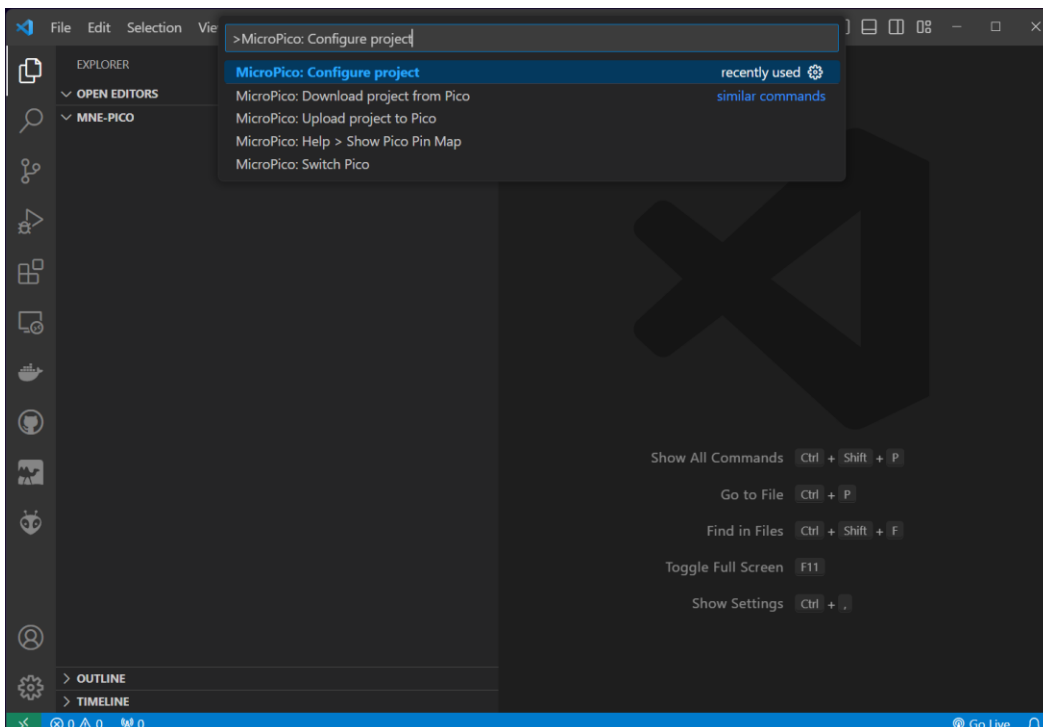 File Edit Selection Vie
>MicroPico: Configure project
EXPLORER
MicroPico: Configure project recently used
OPEN EDITORS
MicroPico: Download project from Pico similar commands
MNE-PICO
MicroPico: Upload project to Pico
MicroPico: Help > Show Pico Pin Map
MicroPico: Switch Pico
Show All Commands Ctrl + Shift + P
Go to File Ctrl + P
Find in Files Ctrl + Shift + F
Toggle Full Screen F11
Show Settings Ctrl + ,
OUTLINE
TIMELINE
0 0 0 Go Live